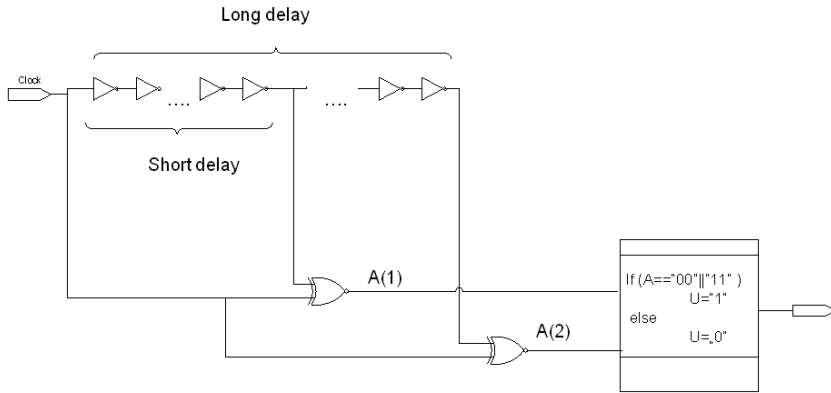 Long delay
Clock
....
....
Short delay
A(1)
If (A=="00"||"11" )
U="1"
else
A(2)
U=„0"